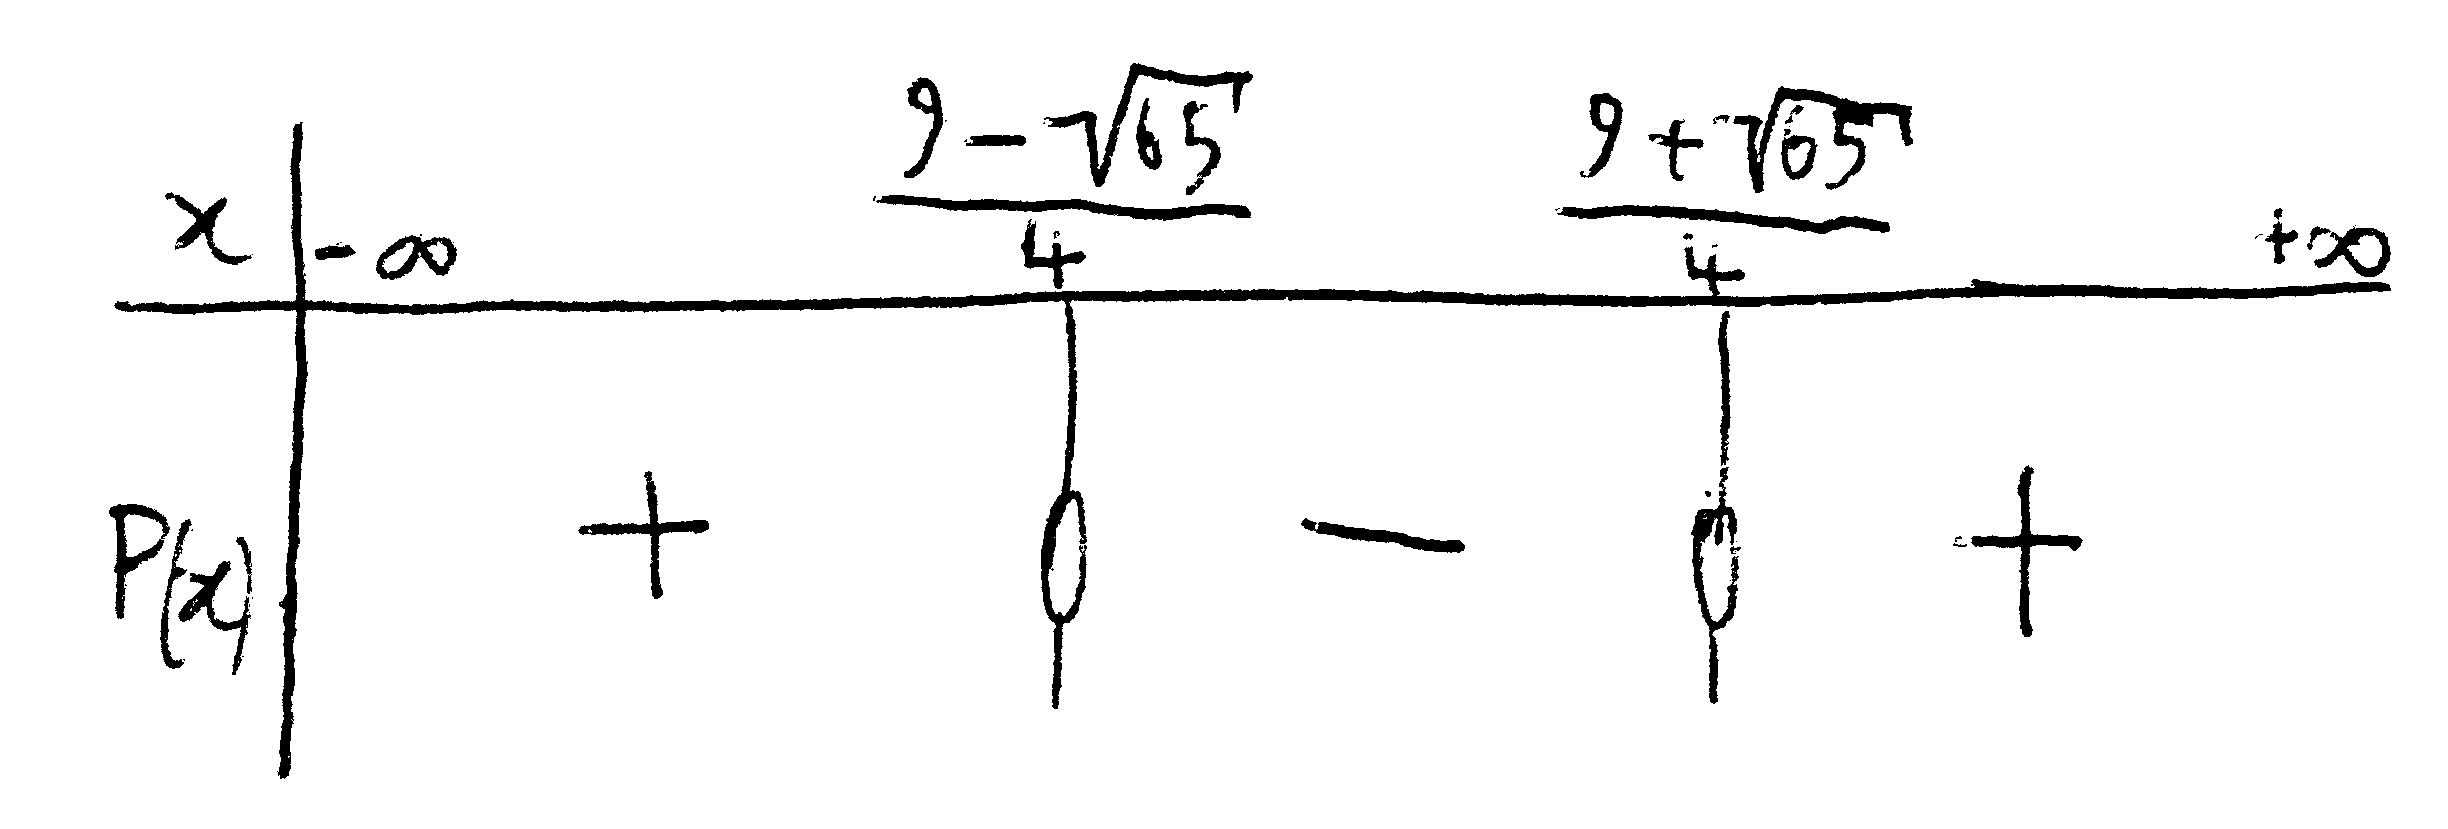 x | -∞ (9-√65)/4 (9+√65)/4 +∞
P(x) | + 0 - 0 +